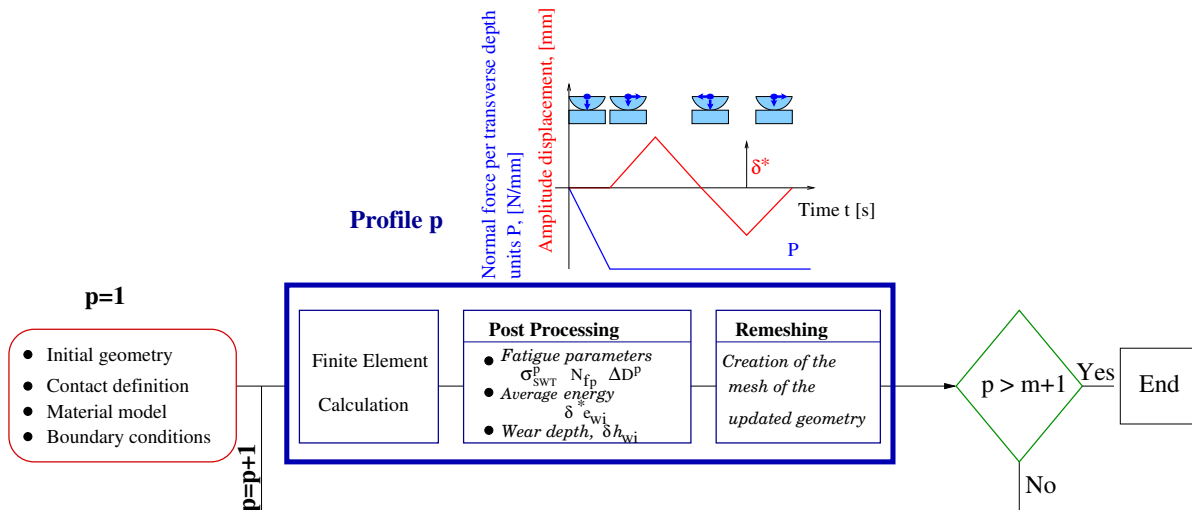 Normal force per transverse depth
units P, [N/mm]
Amplitude displacement, [mm]
δ*
Time t [s]
P
Profile p
p=1
Initial geometry
Contact definition
Material model
Boundary conditions
p=p+1
Finite Element
Calculation
Post Processing
Fatigue parameters
σ^p_SWT N_fp ΔD^p
Average energy
δ*e_wi
Wear depth, δh_wi
Remeshing
Creation of the
mesh of the
updated geometry
p > m+1
Yes
End
No